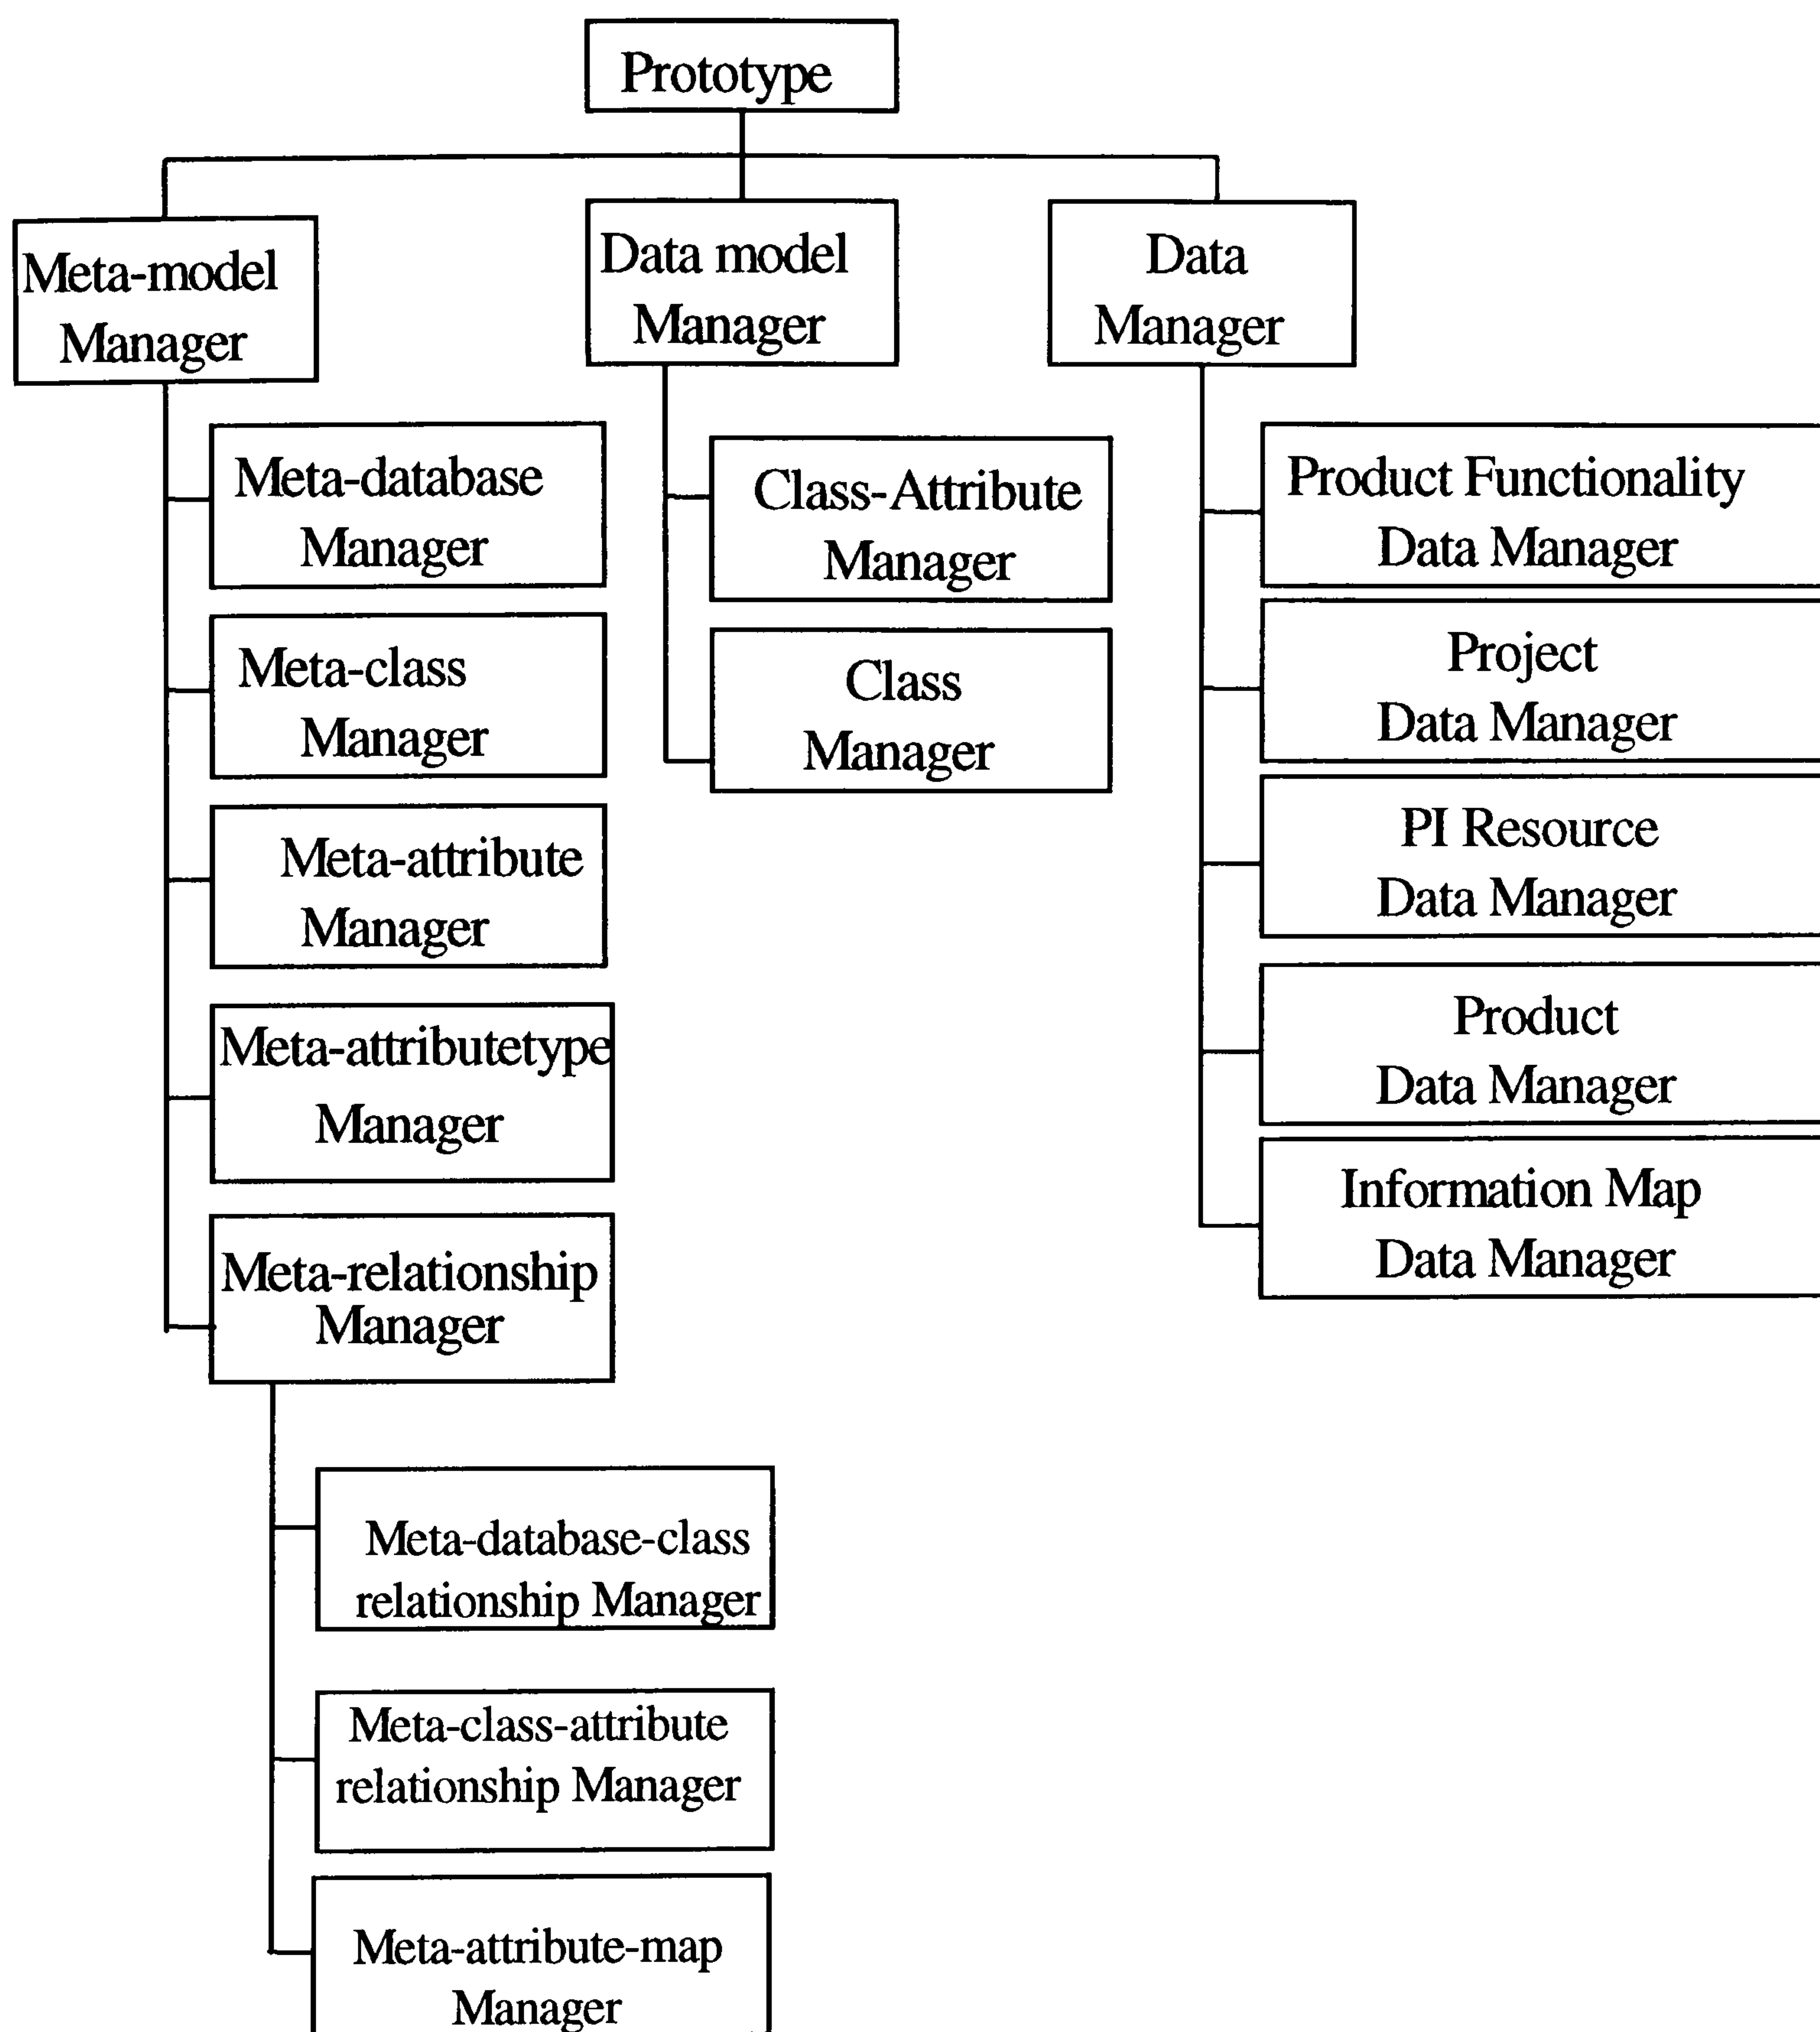 Prototype
Meta-model
Manager
Data model
Manager
Data
Manager
Meta-database
Manager
Meta-class
Manager
Meta-attribute
Manager
Meta-attributetype
Manager
Meta-relationship
Manager
Meta-database-class
relationship Manager
Meta-class-attribute
relationship Manager
Meta-attribute-map
Manager
Class-Attribute
Manager
Class
Manager
Product Functionality
Data Manager
Project
Data Manager
PI Resource
Data Manager
Product
Data Manager
Information Map
Data Manager